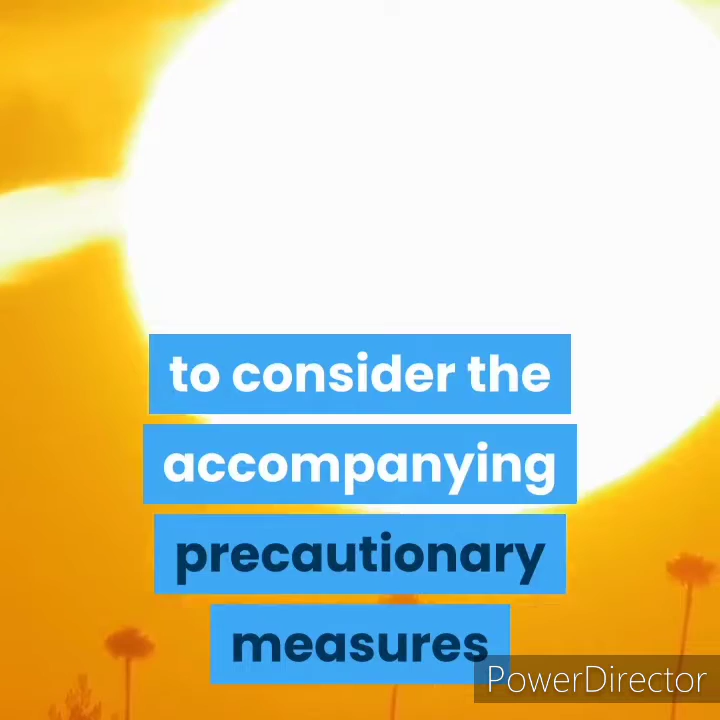 to consider the
accompanying
precautionary
measures
PowerDirector